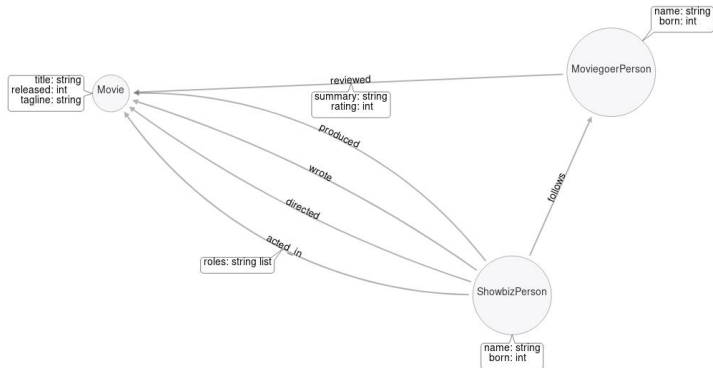 name: string
born: int
MoviegoerPerson
reviewed
title: string
released: int
tagline: string
Movie
summary: string
rating: int
produced
wrote
follows
directed
acted_in
roles: string list
ShowbizPerson
name: string
born: int